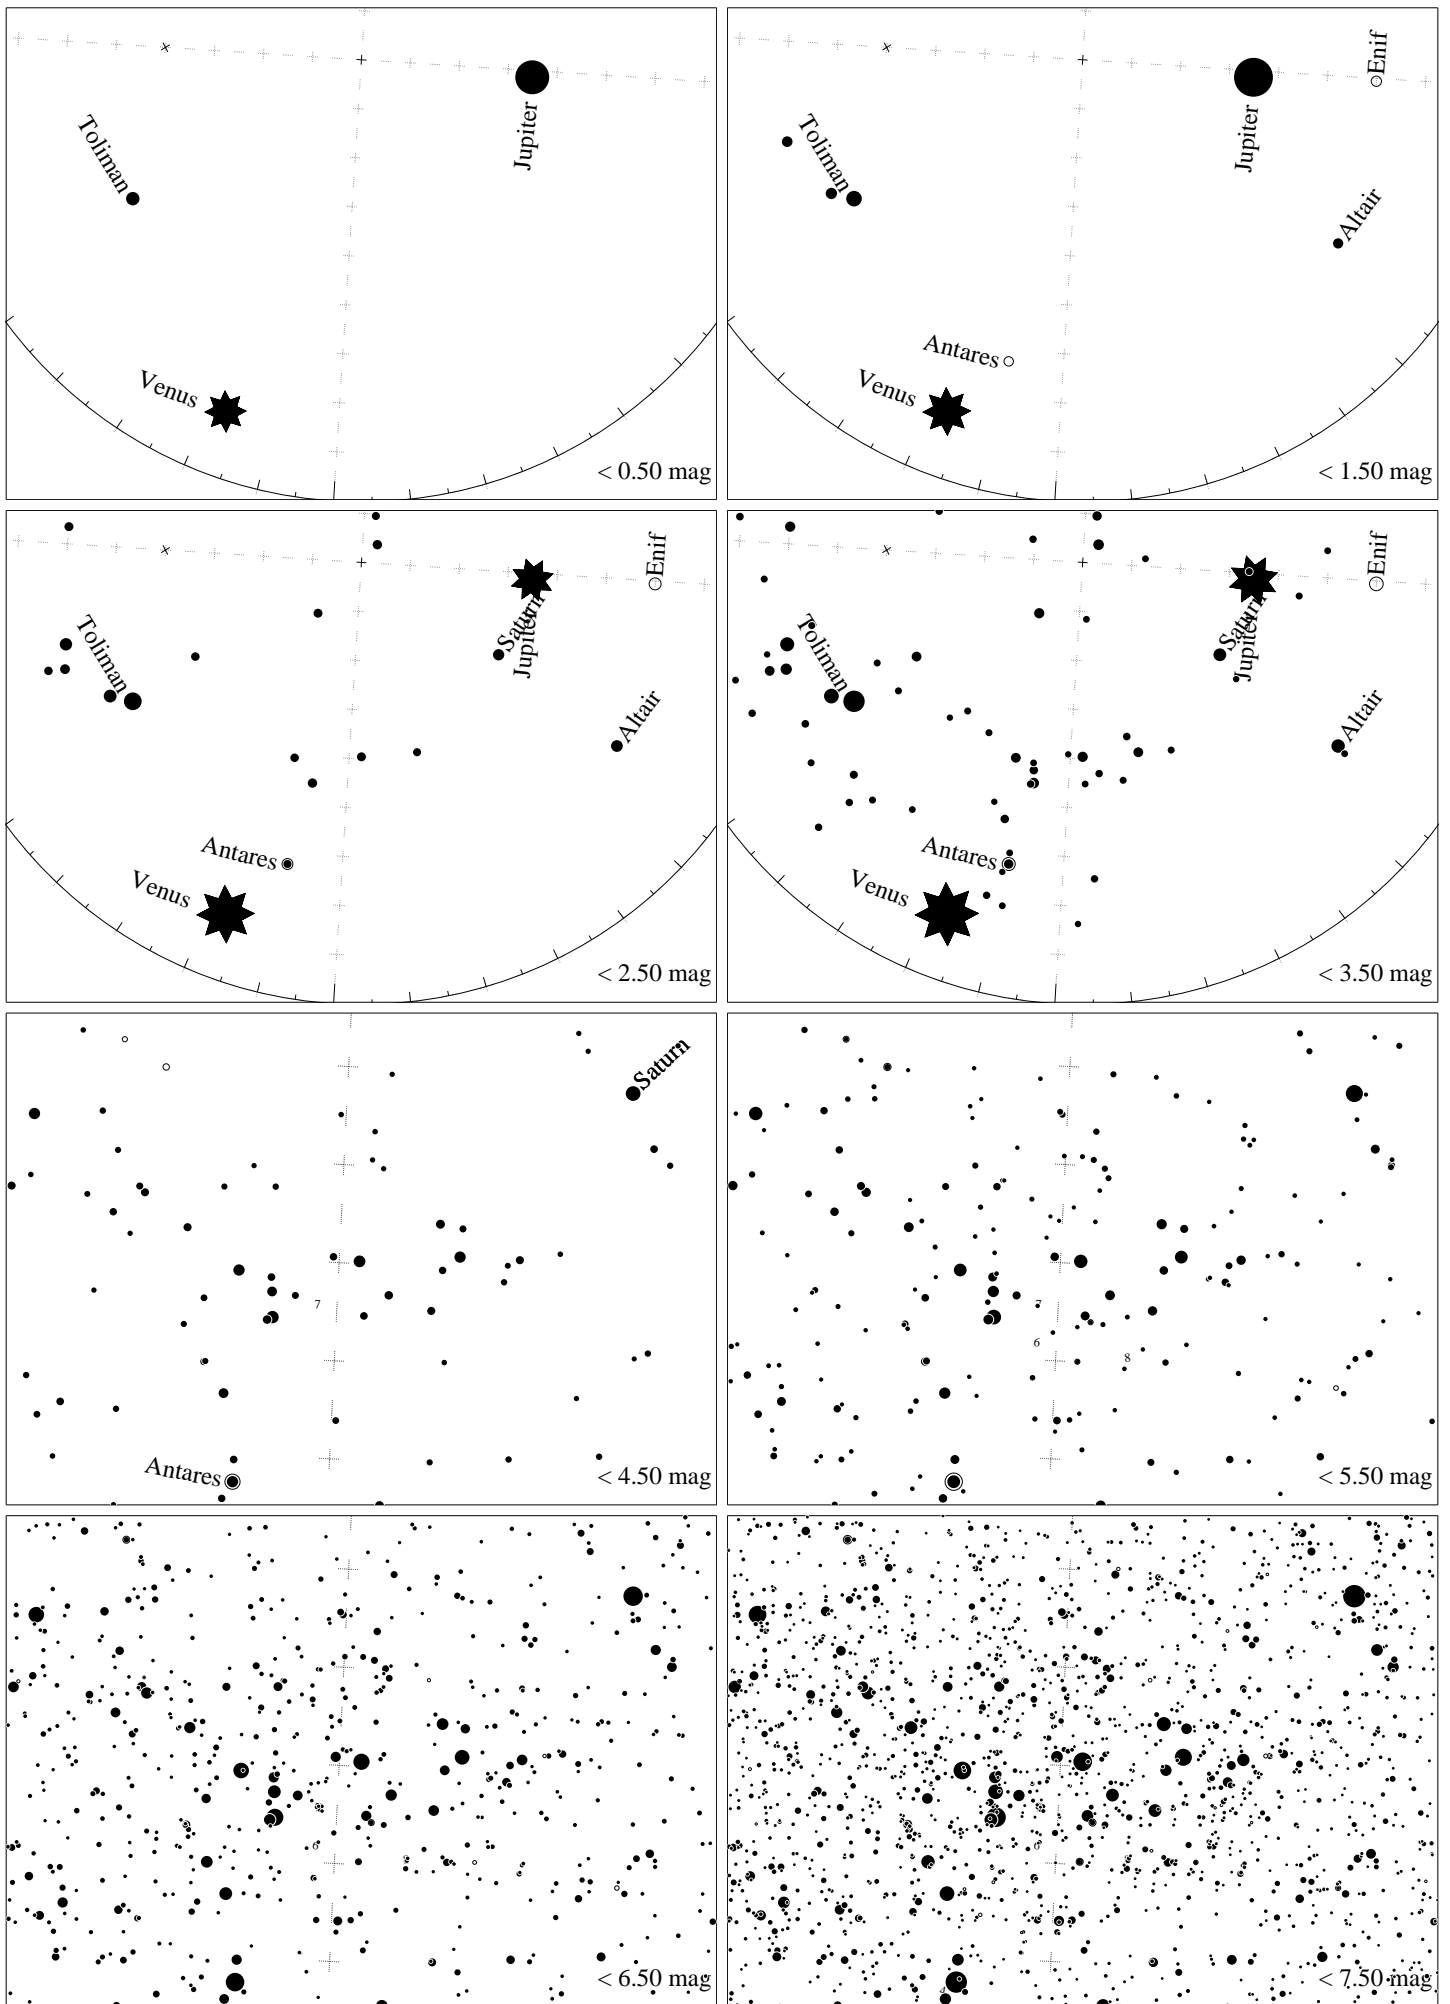 Toliman
Jupiter
Venus
< 0.50 mag
Enif
Toliman
Jupiter
Altair
Antares
Venus
< 1.50 mag
Enif
Toliman
Saturn
Jupiter
Altair
Antares
Venus
< 2.50 mag
Enif
Toliman
Saturn
Jupiter
Altair
Antares
Venus
< 3.50 mag
Saturn
7
Antares
< 4.50 mag
7
6
8
< 5.50 mag
6
< 6.50 mag
< 7.50 mag